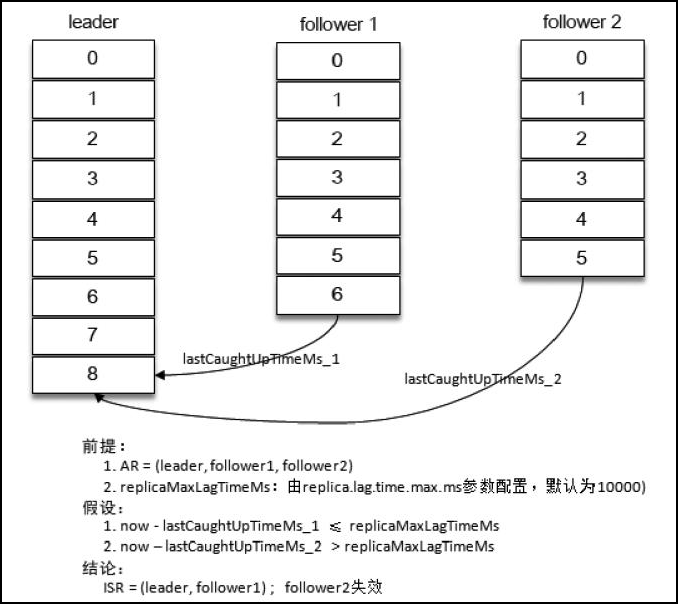 leader
follower 1
follower 2
0
0
0
1
1
1
2
2
2
3
3
3
4
4
4
5
5
5
6
6
7
8
lastCaughtUpTimeMs_1
lastCaughtUpTimeMs_2
前提：
1. AR = (leader, follower1, follower2)
2. replicaMaxLagTimeMs：由replica.lag.time.max.ms参数配置，默认为10000)
假设：
1. now - lastCaughtUpTimeMs_1 ≤ replicaMaxLagTimeMs
2. now – lastCaughtUpTimeMs_2 > replicaMaxLagTimeMs
结论：
ISR = (leader, follower1)； follower2失效